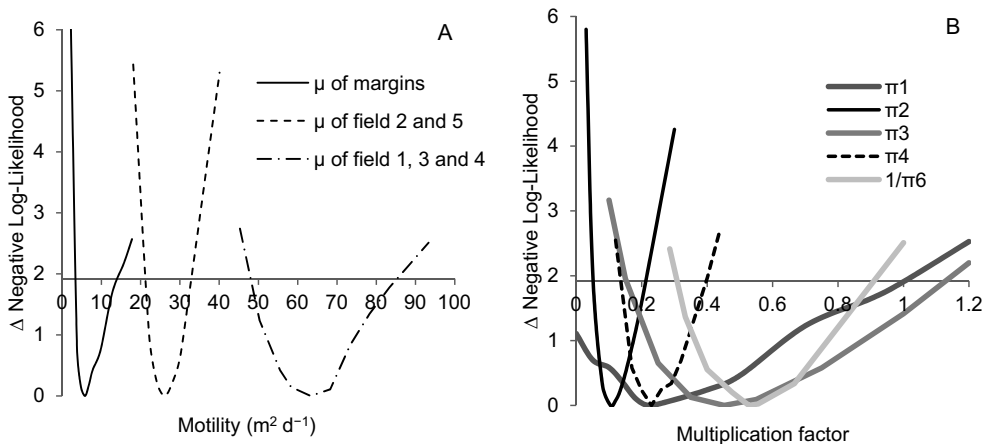 A
Δ Negative Log-Likelihood
6
5
4
3
2
1
0
μ of margins
μ of field 2 and 5
μ of field 1, 3 and 4
0 10 20 30 40 50 60 70 80 90 100
Motility (m² d⁻¹)
B
Δ Negative Log-Likelihood
6
5
4
3
2
1
0
π1
π2
π3
π4
1/π6
0 0.2 0.4 0.6 0.8 1 1.2
Multiplication factor